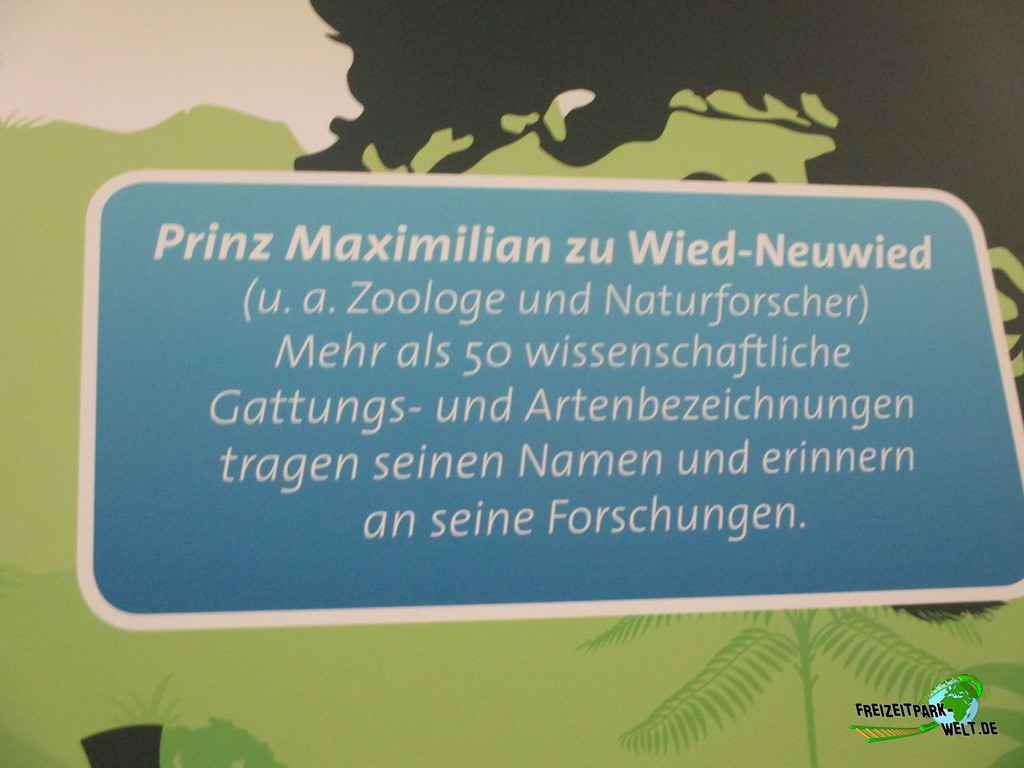 Prinz Maximilian zu Wied-Neuwied
(u. a. Zoologe und Naturforscher)
Mehr als 50 wissenschaftliche
Gattungs- und Artenbezeichnungen
tragen seinen Namen und erinnern
an seine Forschungen.
FREIZEITPARK-
WELT.DE